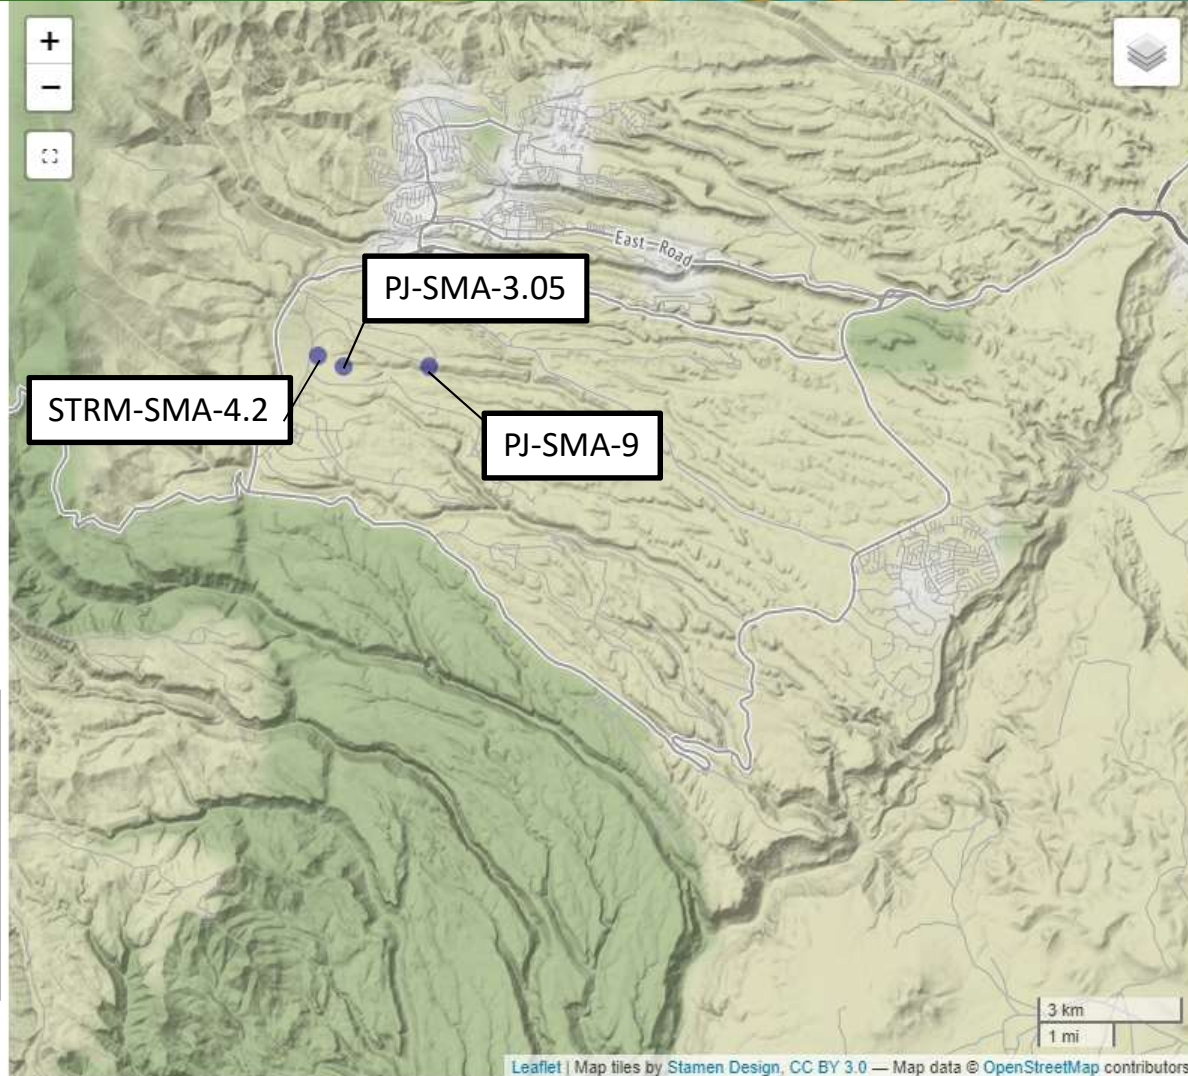 +
−
East Road
PJ-SMA-3.05
STRM-SMA-4.2
PJ-SMA-9
3 km
1 mi
Leaflet | Map tiles by Stamen Design, CC BY 3.0 — Map data © OpenStreetMap contributors